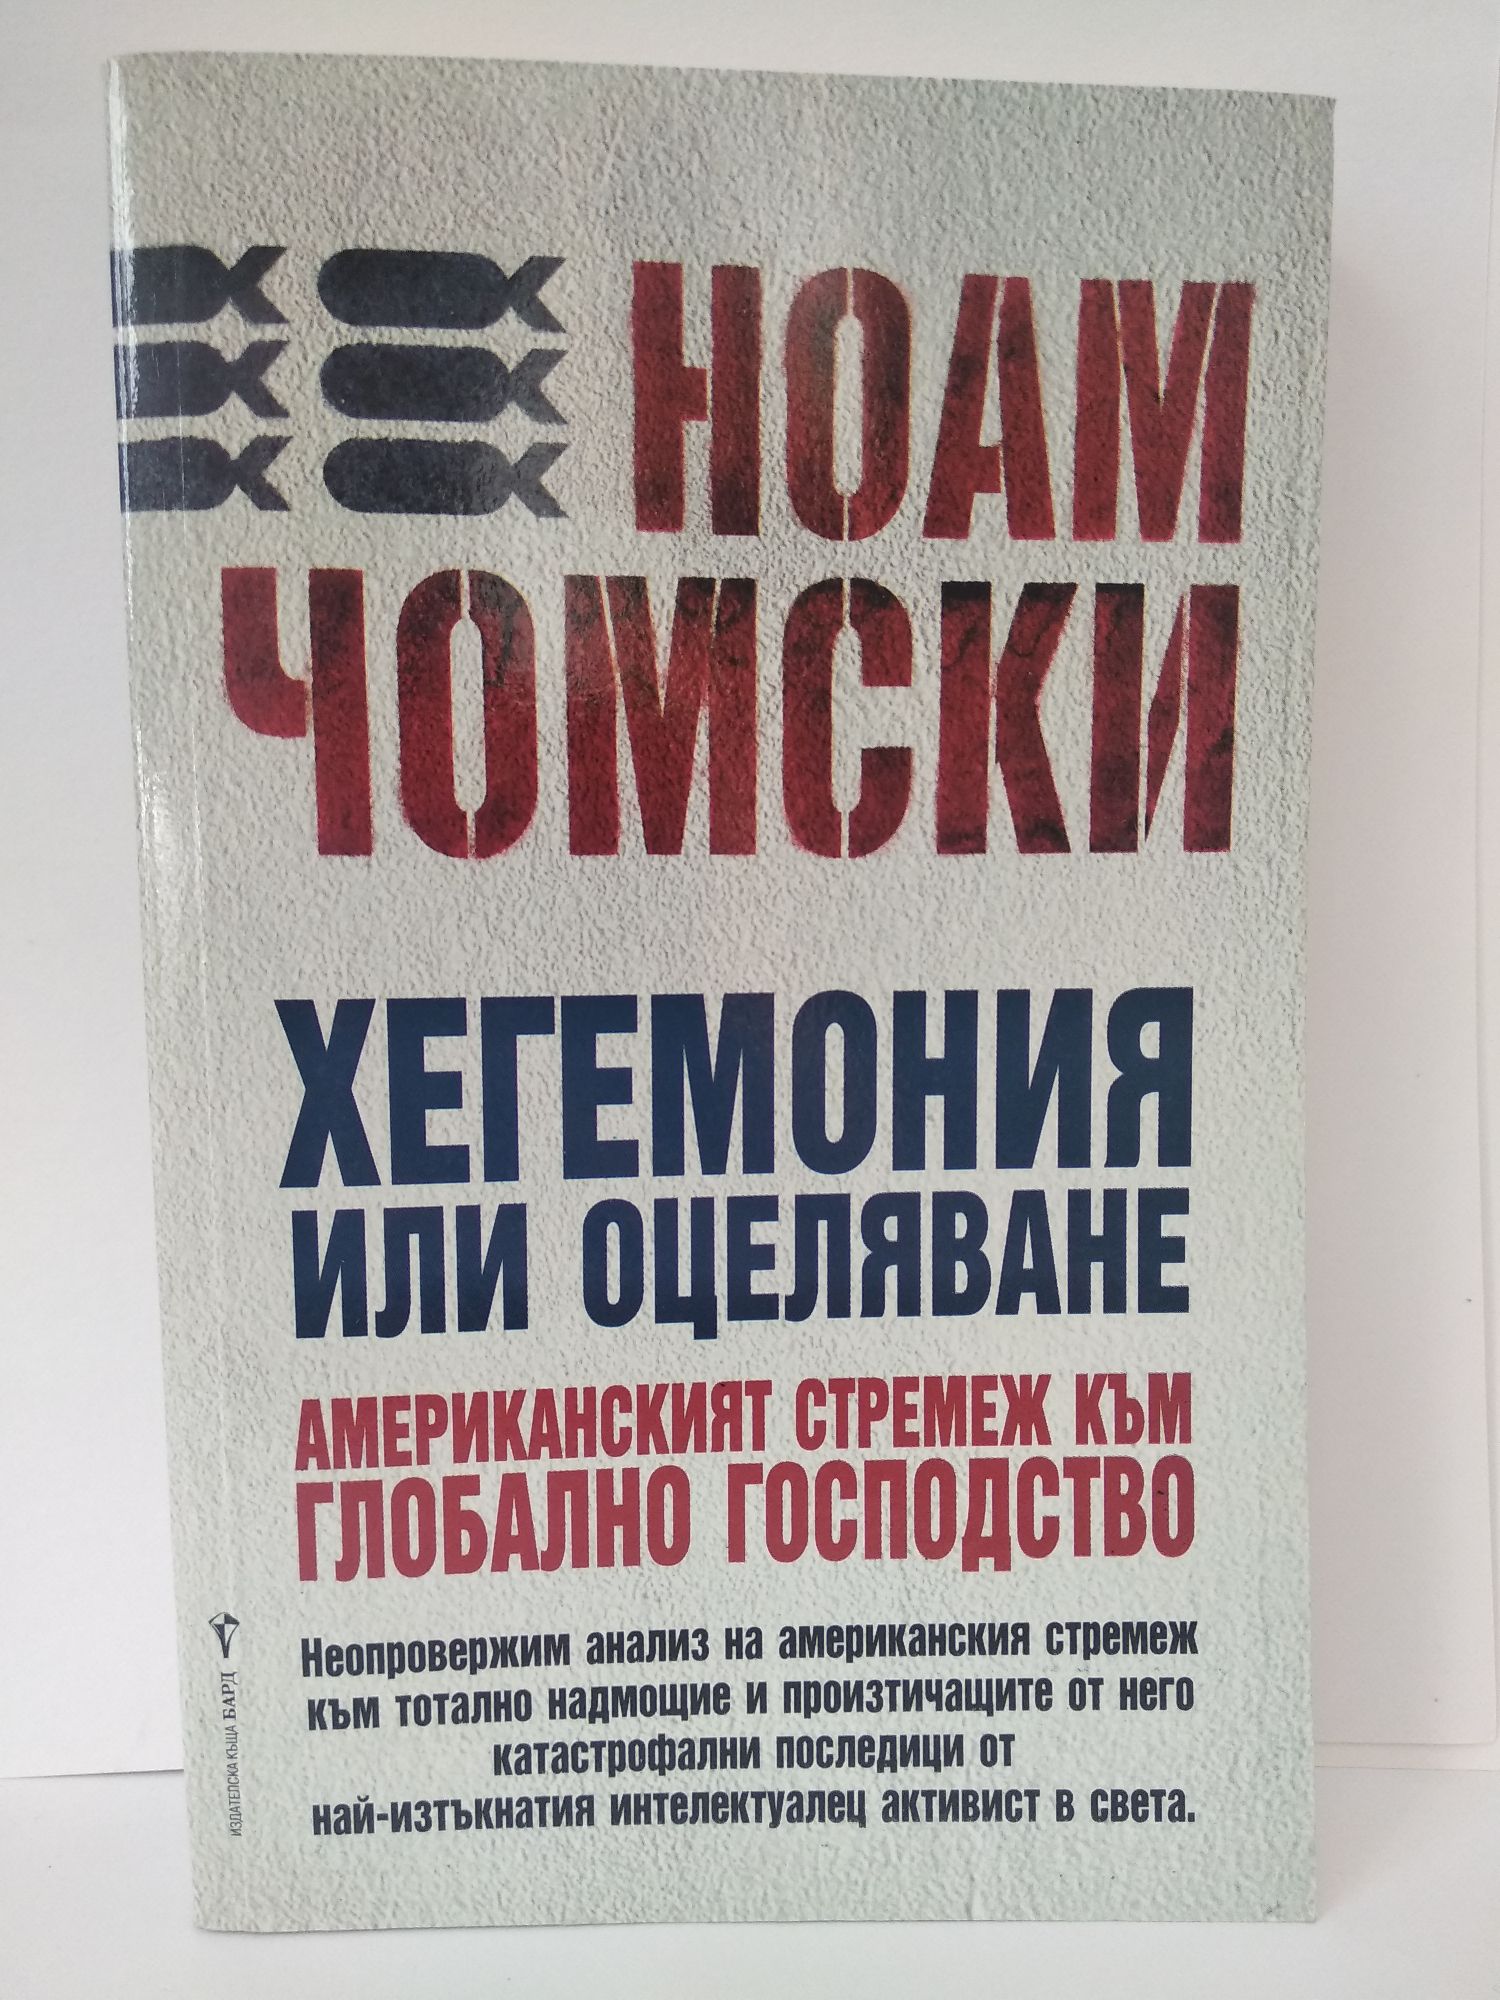 НОАМ
ЧОМСКИ
ХЕГЕМОНИЯ
ИЛИ ОЦЕЛЯВАНЕ
АМЕРИКАНСКИЯТ СТРЕМЕЖ КЪМ
ГЛОБАЛНО ГОСПОДСТВО
Неопровержим анализ на американския стремеж
към тотално надмощие и произтичащите от него
катастрофални последици от
най-изтъкнатия интелектуалец активист в света.
ИЗДАТЕЛСКА КЪЩА БАРД